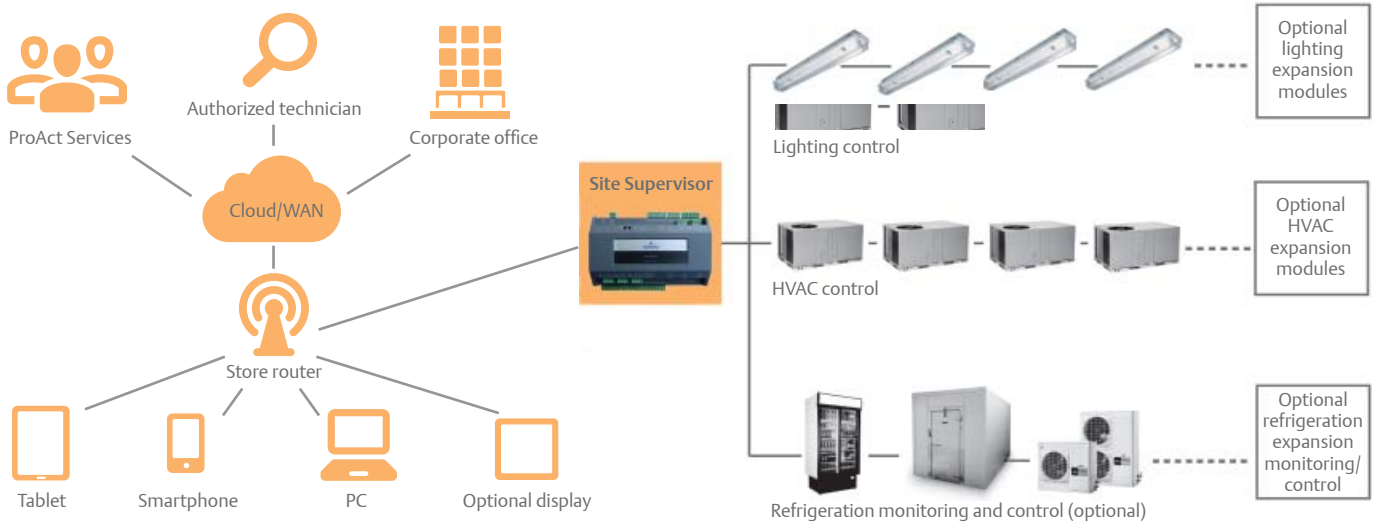 ProAct Services
Authorized technician
Corporate office
Cloud/WAN
Store router
Tablet
Smartphone
PC
Optional display
Site Supervisor
Lighting control
Optional
lighting
expansion
modules
HVAC control
Optional
HVAC
expansion
modules
Refrigeration monitoring and control (optional)
Optional
refrigeration
expansion
monitoring/
control